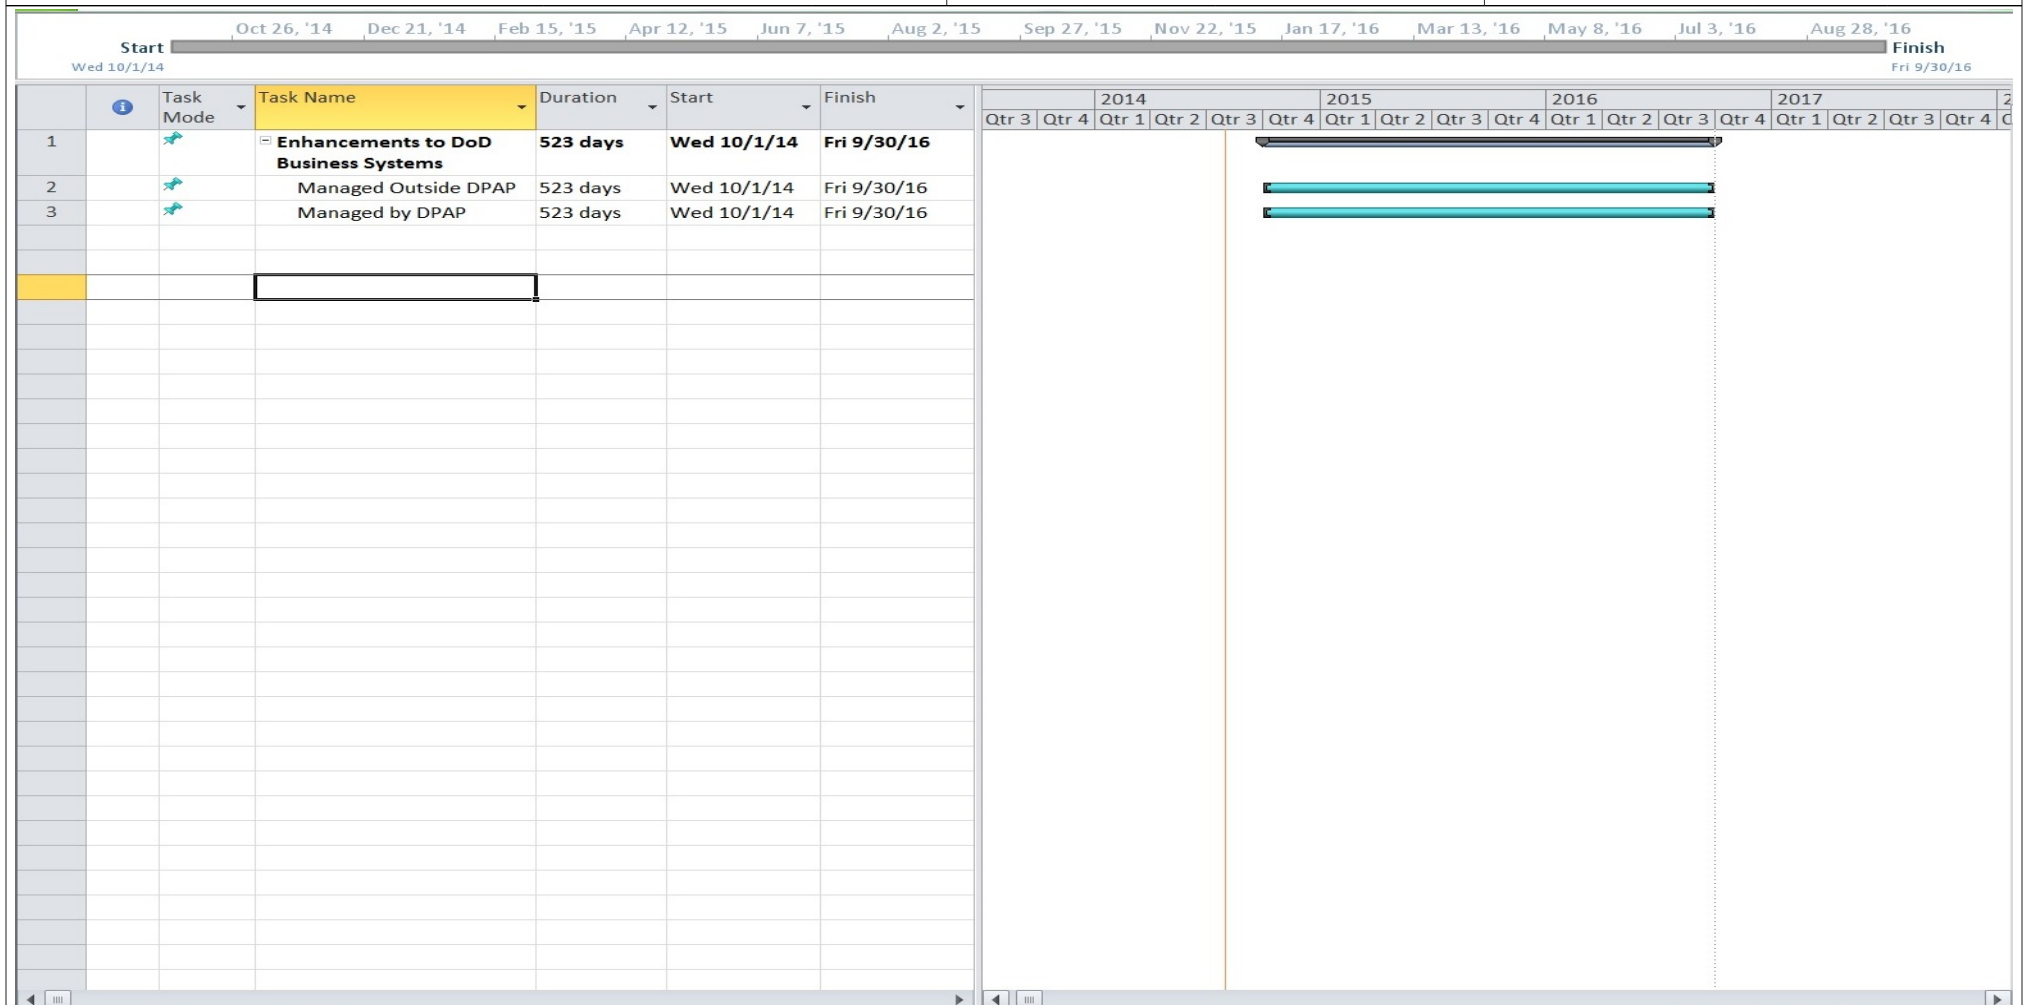 Oct 26, '14 Dec 21, '14 Feb 15, '15 Apr 12, '15 Jun 7, '15 Aug 2, '15 Sep 27, '15 Nov 22, '15 Jan 17, '16 Mar 13, '16 May 8, '16 Jul 3, '16 Aug 28, '16
Start Finish
Wed 10/1/14 Fri 9/30/16
Task Mode Task Name Duration Start Finish
2014 2015 2016 2017 2
Qtr 3 Qtr 4 Qtr 1 Qtr 2 Qtr 3 Qtr 4 Qtr 1 Qtr 2 Qtr 3 Qtr 4 Qtr 1 Qtr 2 Qtr 3 Qtr 4 Qtr 1 Qtr 2 Qtr 3 Qtr 4
1 Enhancements to DoD 523 days Wed 10/1/14 Fri 9/30/16
Business Systems
2 Managed Outside DPAP 523 days Wed 10/1/14 Fri 9/30/16
3 Managed by DPAP 523 days Wed 10/1/14 Fri 9/30/16